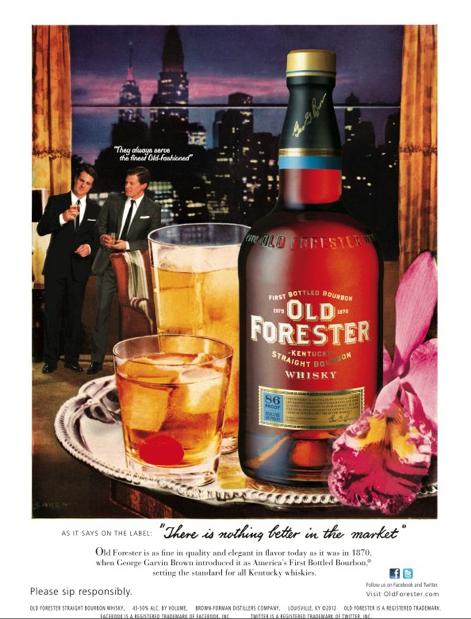 "They always serve
the finest Old-Fashioned"
OLD FORESTER
FIRST BOTTLED BOURBON
EST'D 1870
OLD
FORESTER
-KENTUCKY-
STRAIGHT BOURBON
WHISKY
86
PROOF
AS IT SAYS ON THE LABEL: "There is nothing better in the market"
Old Forester is as fine in quality and elegant in flavor today as it was in 1870,
when George Garvin Brown introduced it as America's First Bottled Bourbon,®
setting the standard for all Kentucky whiskies.
Follow us on Facebook and Twitter.
Please sip responsibly.
Visit OldForester.com
OLD FORESTER STRAIGHT BOURBON WHISKY, 43-50% ALC. BY VOLUME, BROWN-FORMAN DISTILLERS COMPANY, LOUISVILLE, KY ©2012 OLD FORESTER IS A REGISTERED TRADEMARK.
FACEBOOK IS A REGISTERED TRADEMARK OF FACEBOOK, INC. TWITTER IS A REGISTERED TRADEMARK OF TWITTER, INC.